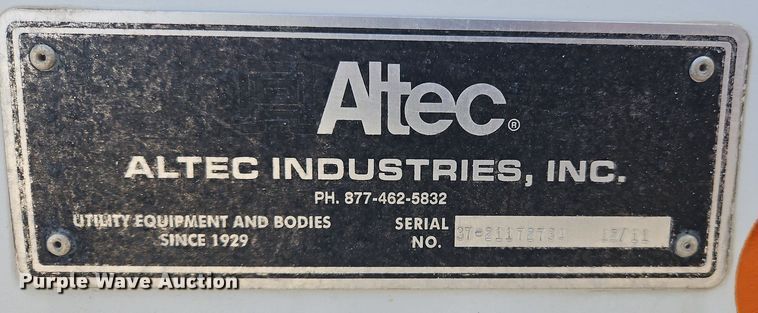 Altec®
ALTEC INDUSTRIES, INC.
PH. 877-462-5832
UTILITY EQUIPMENT AND BODIES
SINCE 1929
SERIAL
NO.
Purple Wave Auction